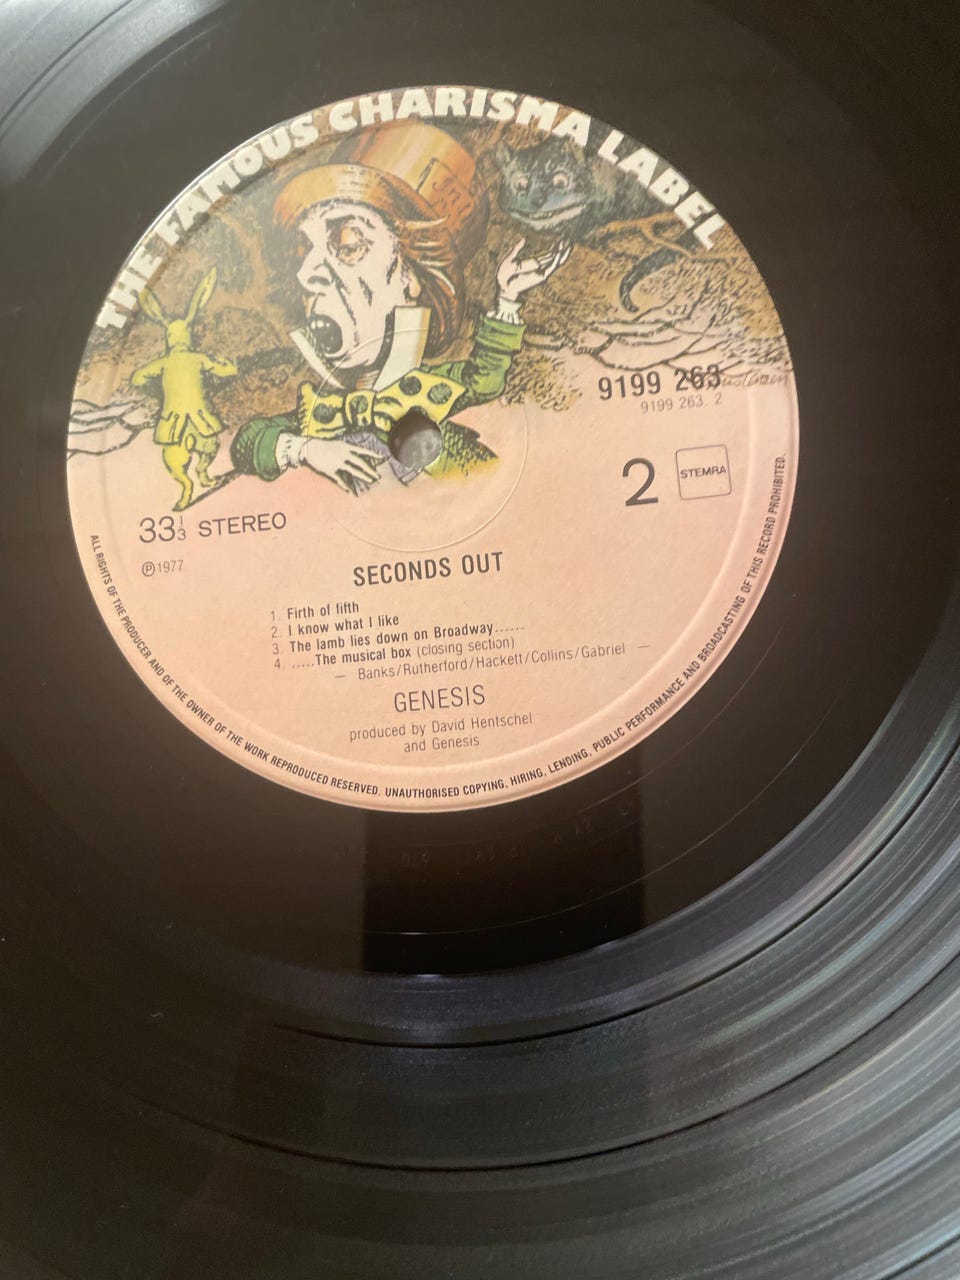 THE FAMOUS CHARISMA LABEL
9199 263
9199 263. 2
2 STEMRA
33⅓ STEREO
℗1977
SECONDS OUT
1. Firth of fifth
2. I know what I like
3. The lamb lies down on Broadway......
4. .....The musical box (closing section)
— Banks/Rutherford/Hackett/Collins/Gabriel —
GENESIS
produced by David Hentschel
and Genesis
ALL RIGHTS OF THE PRODUCER AND OF THE OWNER OF THE WORK REPRODUCED RESERVED. UNAUTHORISED COPYING, HIRING, LENDING, PUBLIC PERFORMANCE AND BROADCASTING OF THIS RECORD PROHIBITED.